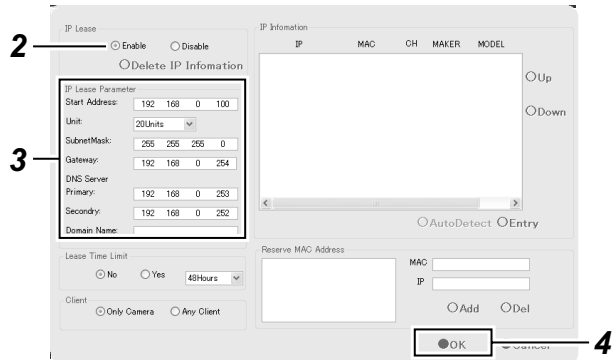 IP Lease
2
Enable Disable
Delete IP Infomation
IP Lease Parameter
3
Start Address: 192 168 0 100
Unit: 20Units
SubnetMask: 255 255 255 0
Gateway: 192 168 0 254
DNS Server
Primary: 192 168 0 253
Secondry: 192 168 0 252
Domain Name:
Lease Time Limit
No Yes 48Hours
Client
Only Camera Any Client
IP Infomation
IP MAC CH MAKER MODEL
Up
Down
AutoDetect Entry
Reserve MAC Address
MAC
IP
Add Del
OK Cancel
4